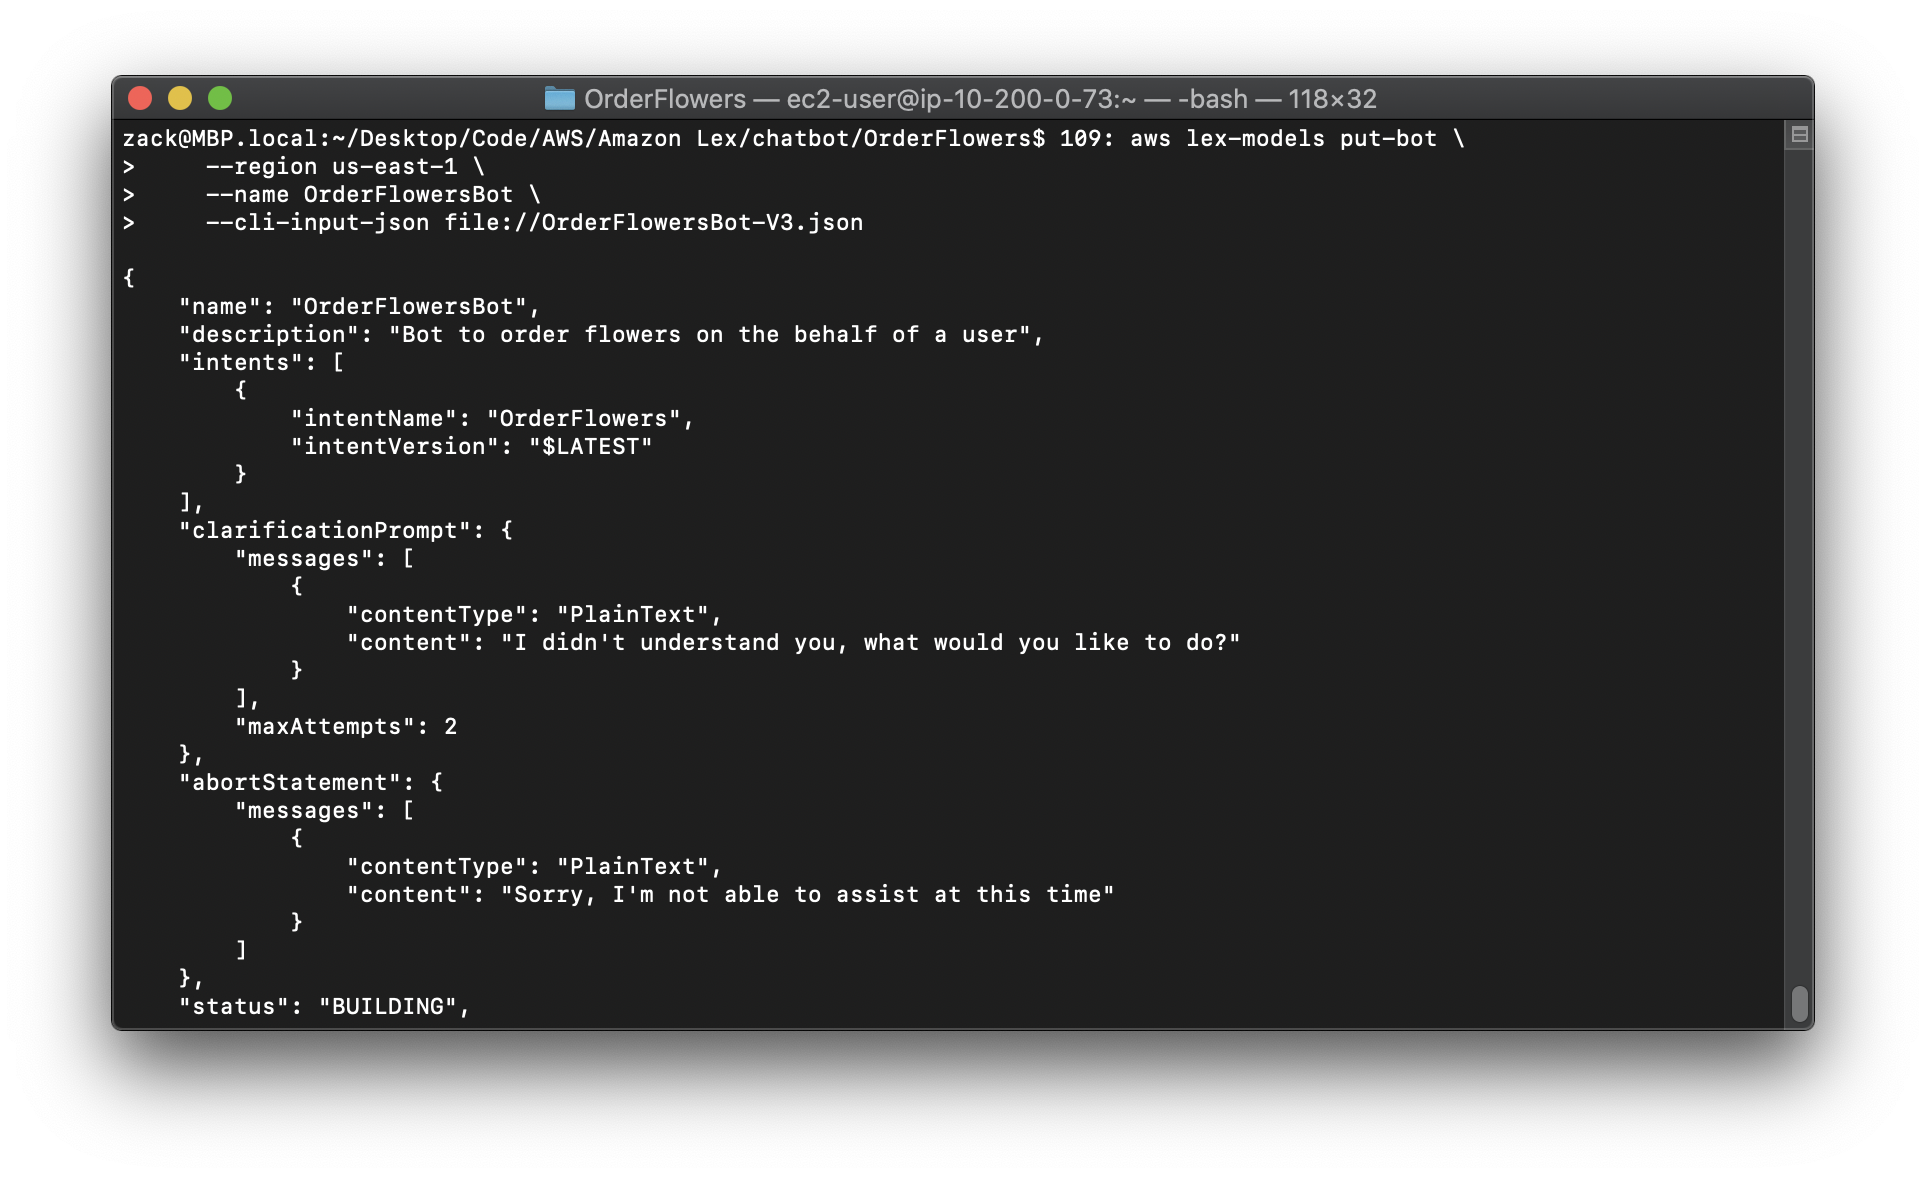 OrderFlowers — ec2-user@ip-10-200-0-73:~ — -bash — 118×32
zack@MBP.local:~/Desktop/Code/AWS/Amazon Lex/chatbot/OrderFlowers$ 109: aws lex-models put-bot \
>     --region us-east-1 \
>     --name OrderFlowersBot \
>     --cli-input-json file://OrderFlowersBot-V3.json

{
    "name": "OrderFlowersBot",
    "description": "Bot to order flowers on the behalf of a user",
    "intents": [
        {
            "intentName": "OrderFlowers",
            "intentVersion": "$LATEST"
        }
    ],
    "clarificationPrompt": {
        "messages": [
            {
                "contentType": "PlainText",
                "content": "I didn't understand you, what would you like to do?"
            }
        ],
        "maxAttempts": 2
    },
    "abortStatement": {
        "messages": [
            {
                "contentType": "PlainText",
                "content": "Sorry, I'm not able to assist at this time"
            }
        ]
    },
    "status": "BUILDING",